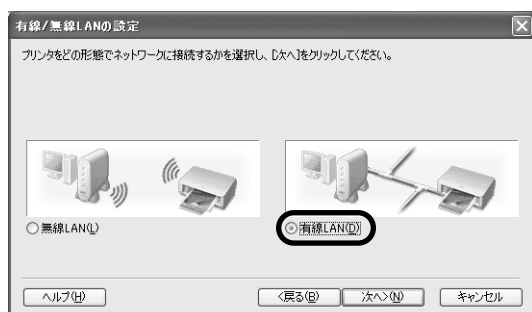 有線/無線LANの設定
プリンタをどの形態でネットワークに接続するかを選択し、[次へ]をクリックしてください。
無線LAN(L)
有線LAN(D)
ヘルプ(H)
<戻る(B)
次へ>(N)
キャンセル